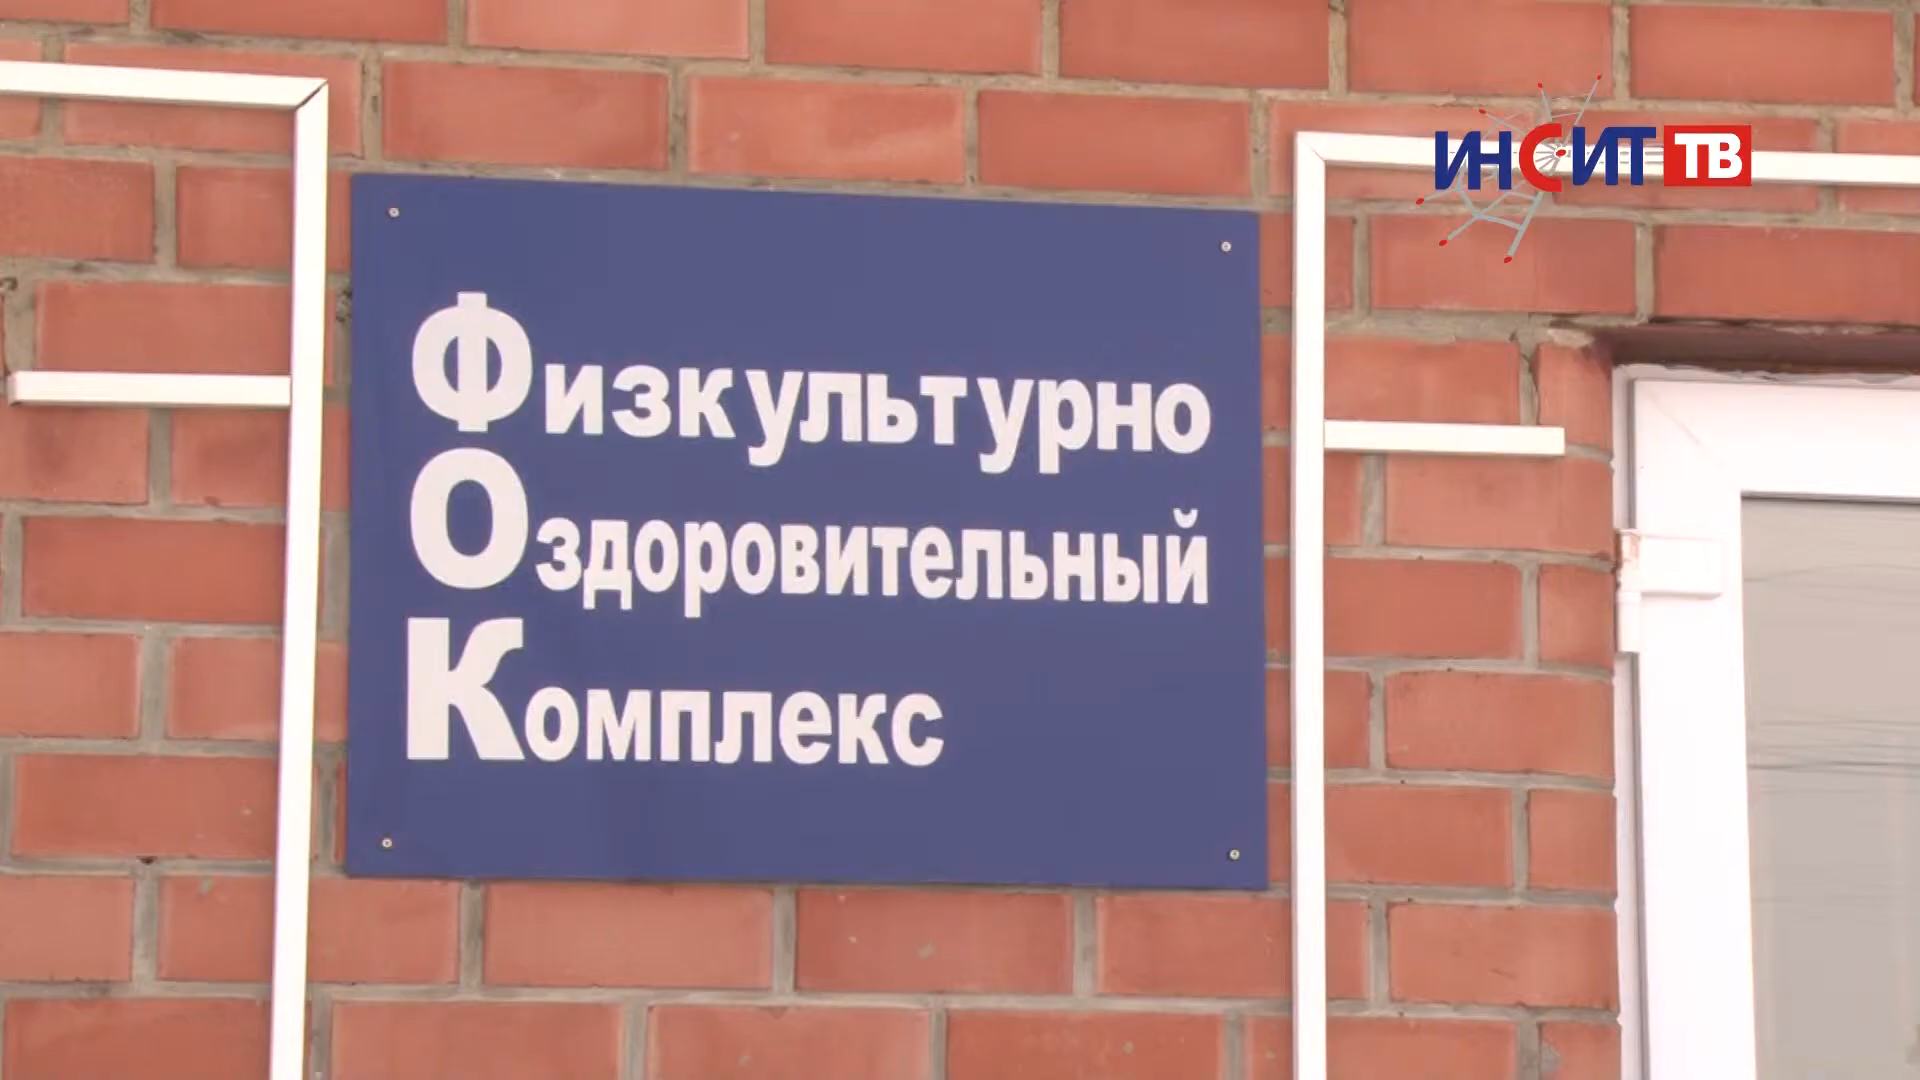 ИНСИТ ТВ
Физкультурно
Оздоровительный
Комплекс